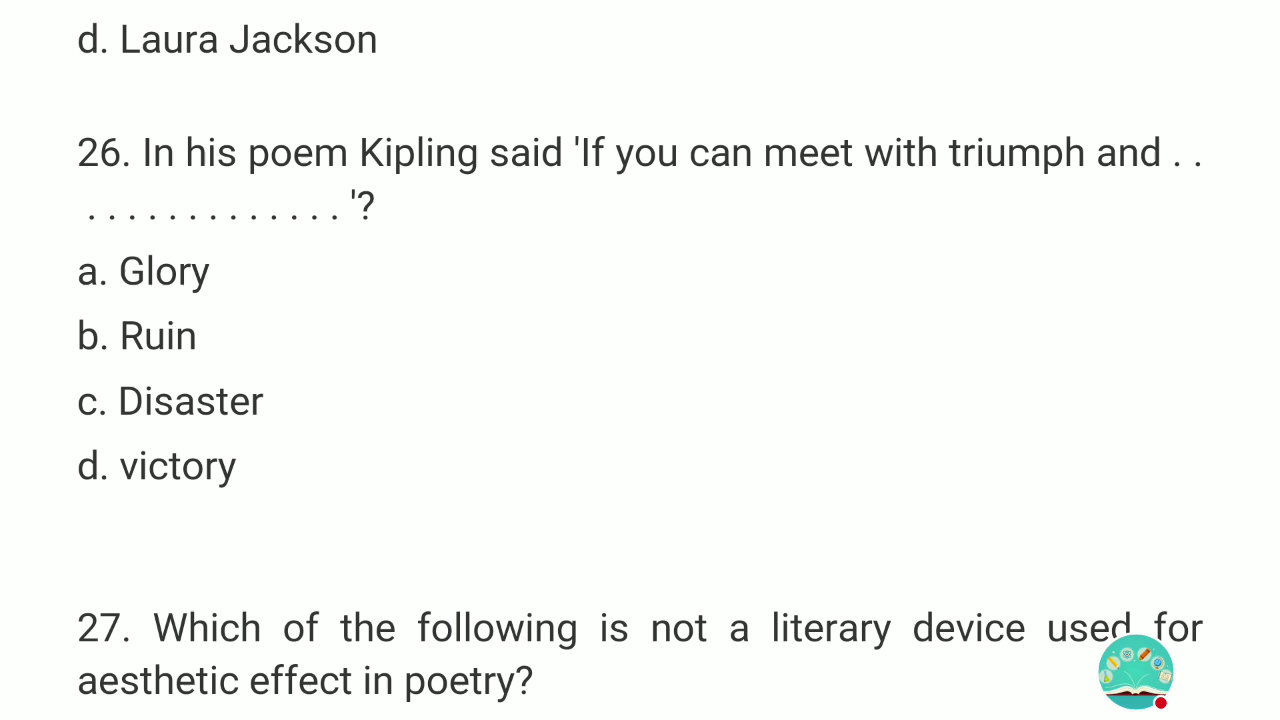 d. Laura Jackson
26. In his poem Kipling said 'If you can meet with triumph and . .
. . . . . . . . . . . . . '?
a. Glory
b. Ruin
c. Disaster
d. victory
27. Which of the following is not a literary device used for
aesthetic effect in poetry?